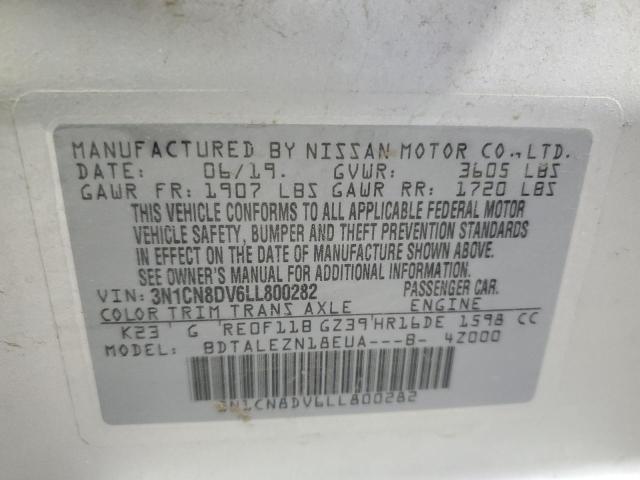 MANUFACTURED BY NISSAN MOTOR CO., LTD.
DATE: 06/19. GVWR: 3605 LBS
GAWR FR: 1907 LBS GAWR RR: 1720 LBS
THIS VEHICLE CONFORMS TO ALL APPLICABLE FEDERAL MOTOR
VEHICLE SAFETY, BUMPER AND THEFT PREVENTION STANDARDS
IN EFFECT ON THE DATE OF MANUFACTURE SHOWN ABOVE.
SEE OWNER'S MANUAL FOR ADDITIONAL INFORMATION
VIN: 3N1CN8DV6LL800282 PASSENGER CAR.
COLOR TRIM TRANS AXLE ENGINE
K23 G RE0F11B GZ39 HR16DE 1598 CC
MODEL: BDTALEZN18EUA---B- 4Z000
3N1CN8DV6LL800282